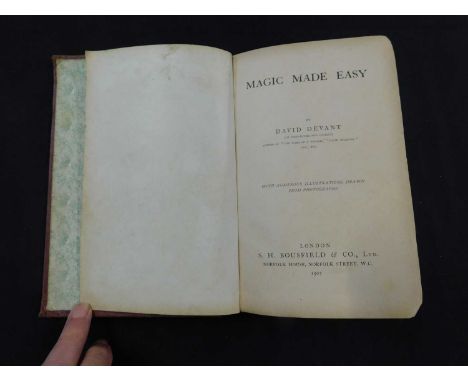 MAGIC MADE EASY
BY
DAVID DEVANT
WITH NUMEROUS ILLUSTRATIONS DRAWN
FROM PHOTOGRAPHS
LONDON
S. H. BOUSFIELD & CO., LTD.
NORFOLK HOUSE, NORFOLK STREET, W.C.